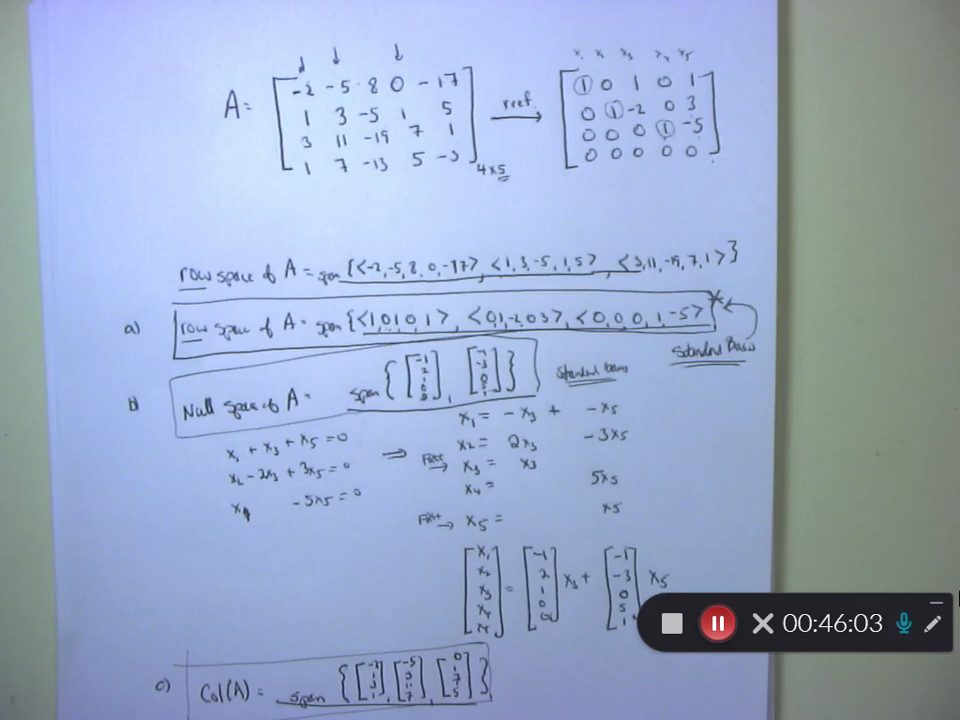 ↓ ↓ ↓
A = [ -2 -5 8 0 -17 ] rref → [ 1 0 1 0 1 ]
x₁ x₂ x₃ x₄ x₅
[ 1 3 -5 1 5 ] [ 0 1 -2 0 3 ]
[ 3 11 -19 7 1 ] [ 0 0 0 1 -5 ]
[ 1 7 -13 5 -3 ] 4x5 [ 0 0 0 0 0 ]
row space of A = span {<-2,-5,8,0,-17>, <1,3,-5,1,5>, <3,11,-19,7,1>}
a) row space of A = span {<1,0,1,0,1>, <0,1,-2,0,3>, <0,0,0,1,-5>} *
Standard Basis
b) Null space of A = span { [-1 2 1 0 0], [-1 -3 0 5 1] } Standard basis
x₁ + x₃ + x₅ = 0
x₂ - 2x₃ + 3x₅ = 0
x₄ - 5x₅ = 0
⇒
x₁ = -x₃ + -x₅
x₂ = 2x₃ - 3x₅
Free → x₃ = x₃
x₄ = 5x₅
Free → x₅ = x₅
[x₁ x₂ x₃ x₄ x₅] = [-1 2 1 0 0] x₃ + [-1 -3 0 5 1] x₅
00:46:03
c) Col(A) = span { [-2 1 3 1], [-5 3 11 7], [0 1 7 5] }